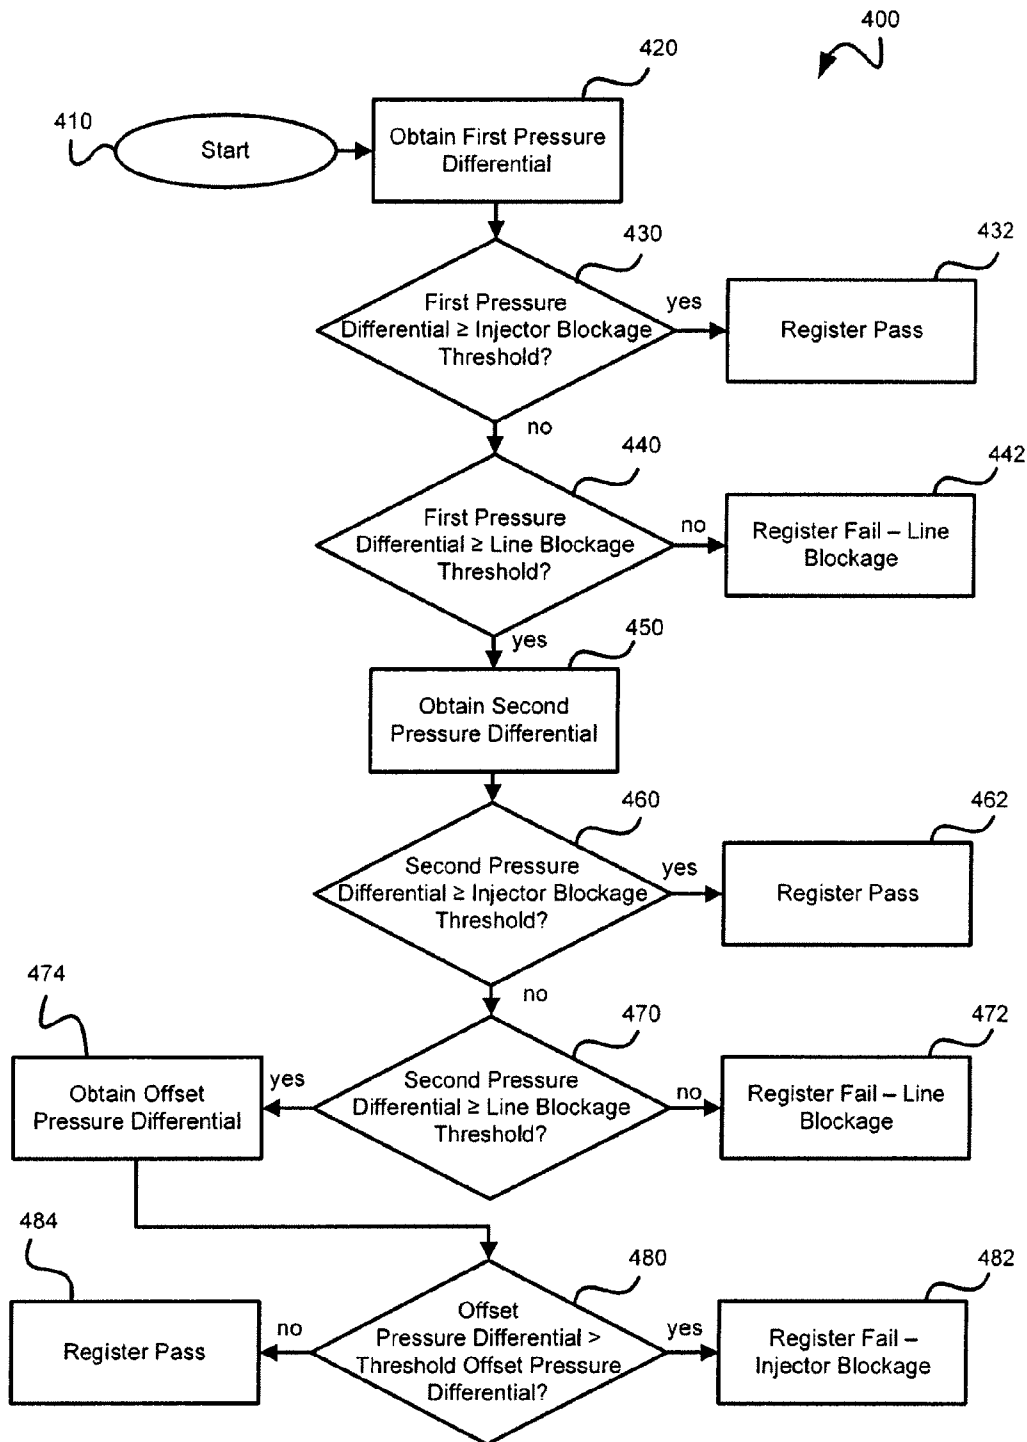 400
420
410
Start
Obtain First Pressure
Differential
430
432
First Pressure
Differential ≥ Injector Blockage
Threshold?
yes
Register Pass
no
440
442
First Pressure
Differential ≥ Line Blockage
Threshold?
no
Register Fail – Line
Blockage
yes
450
Obtain Second
Pressure Differential
460
462
Second Pressure
Differential ≥ Injector Blockage
Threshold?
yes
Register Pass
no
474
470
472
Obtain Offset
Pressure Differential
yes
Second Pressure
Differential ≥ Line Blockage
Threshold?
no
Register Fail – Line
Blockage
484
480
482
Register Pass
no
Offset
Pressure Differential >
Threshold Offset Pressure
Differential?
yes
Register Fail –
Injector Blockage